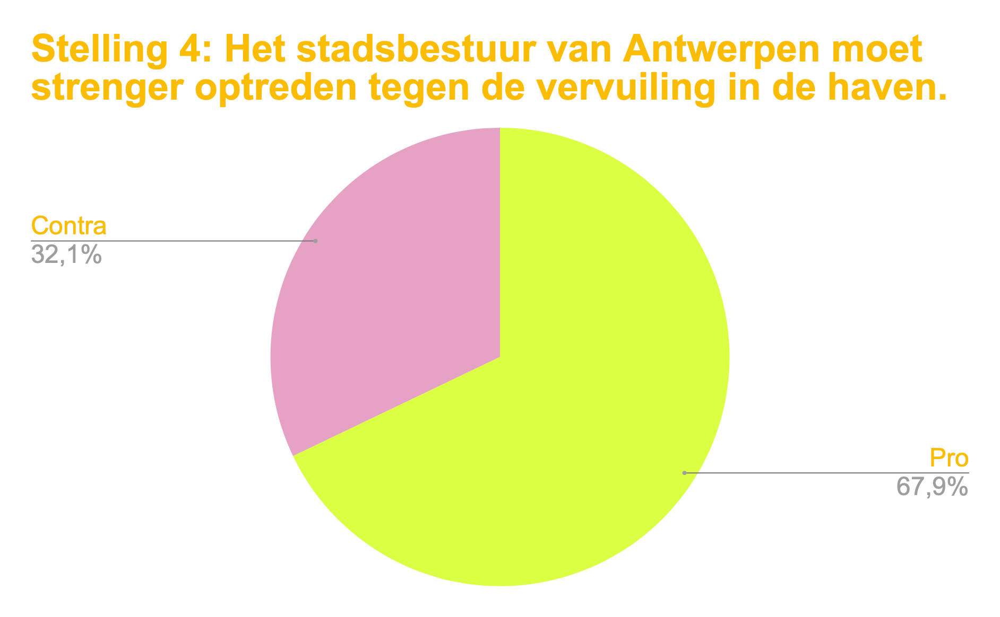 Stelling 4: Het stadsbestuur van Antwerpen moet
strenger optreden tegen de vervuiling in de haven.
Contra
32,1%
Pro
67,9%